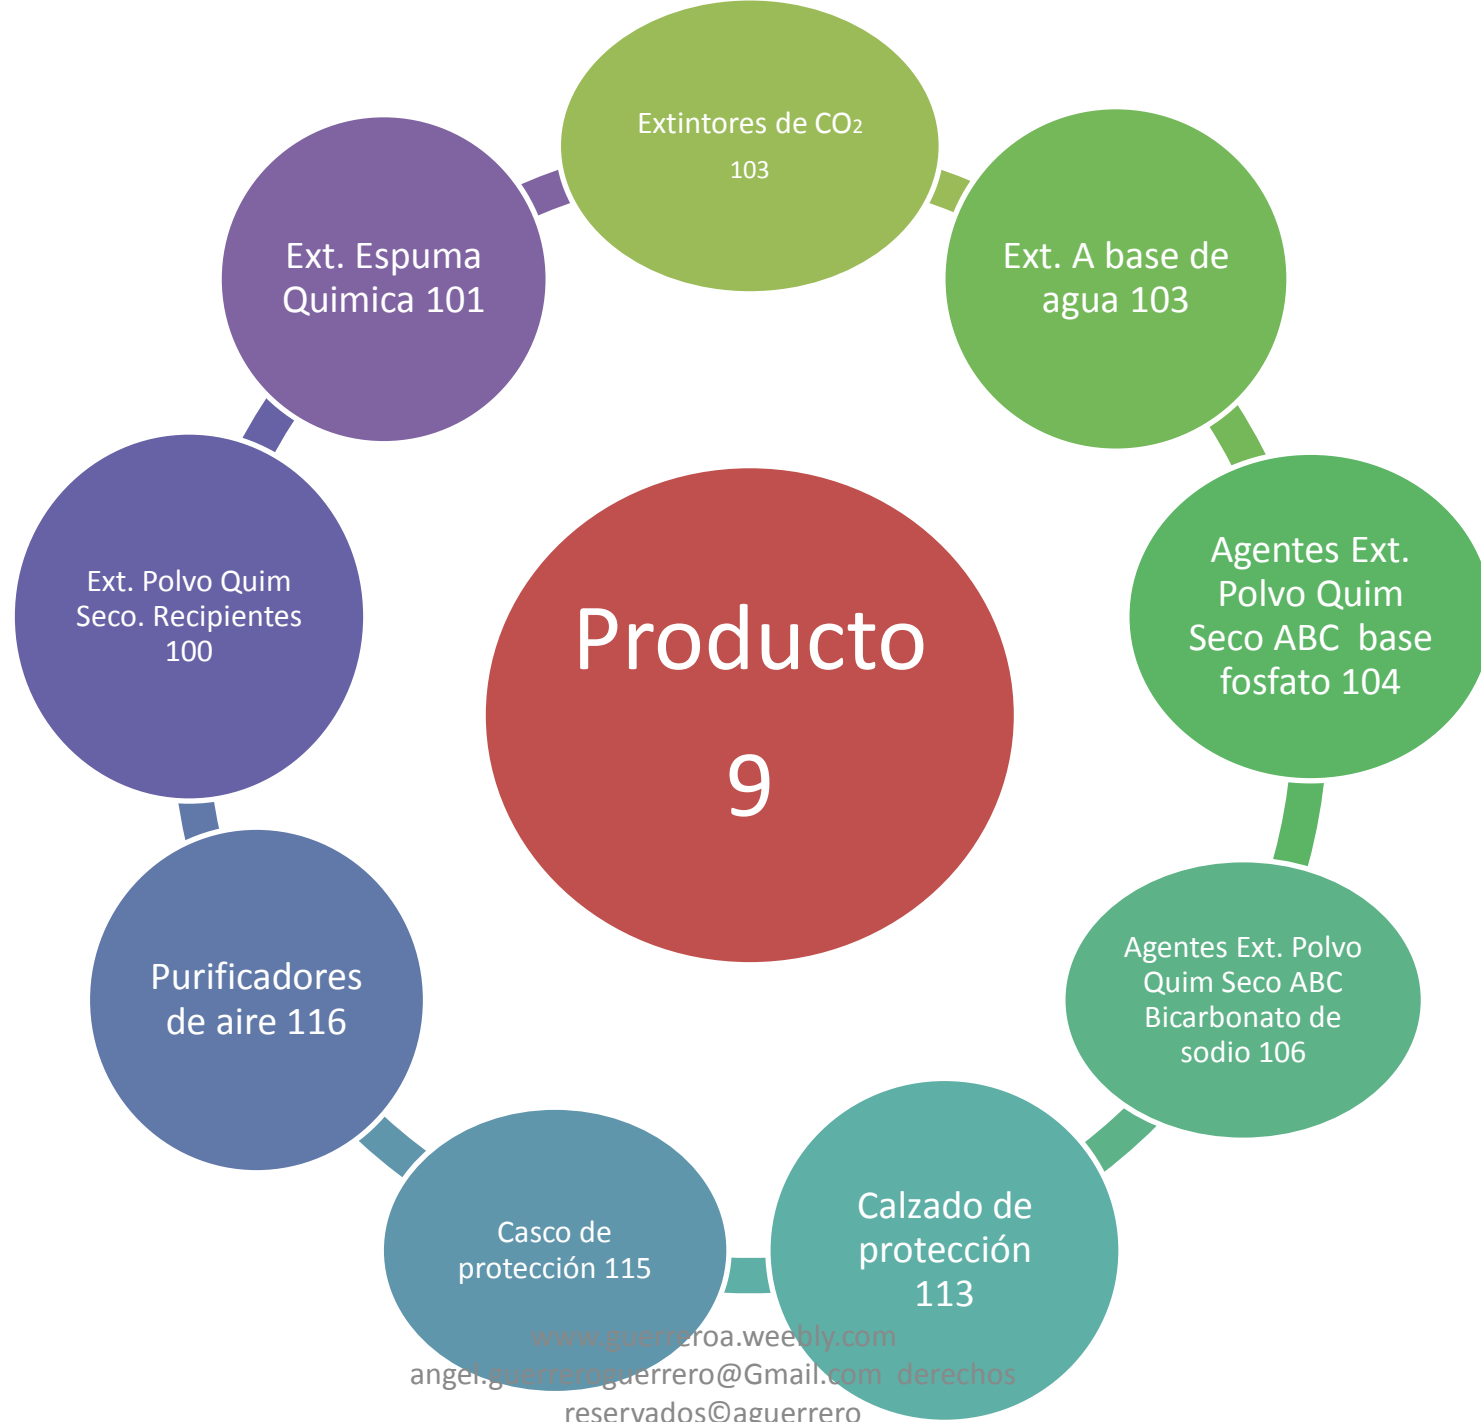 Extintores de CO2
103
Ext. A base de
agua 103
Agentes Ext.
Polvo Quim
Seco ABC base
fosfato 104
Agentes Ext. Polvo
Quim Seco ABC
Bicarbonato de
sodio 106
Calzado de
protección
113
Casco de
protección 115
Purificadores
de aire 116
Ext. Polvo Quim
Seco. Recipientes
100
Ext. Espuma
Quimica 101
Producto
9
www.guerreroa.weebly.com
angel.guerreroguerrero@Gmail.com derechos
reservados©aguerrero